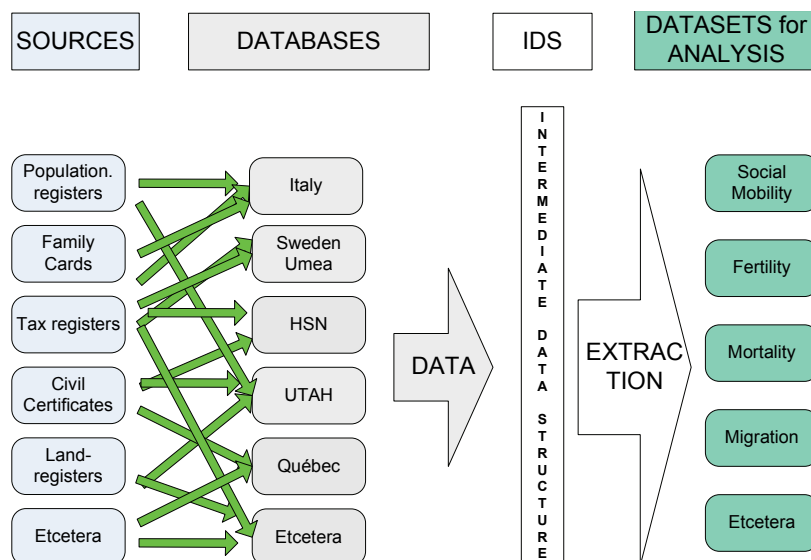 SOURCES
DATABASES
IDS
DATASETS for
ANALYSIS
Population.
registers
Family
Cards
Tax registers
Civil
Certificates
Land-
registers
Etcetera
Italy
Sweden
Umea
HSN
UTAH
Québec
Etcetera
DATA
INTERMEDIATE DATA STRUCTURE
EXTRAC
TION
Social
Mobility
Fertility
Mortality
Migration
Etcetera